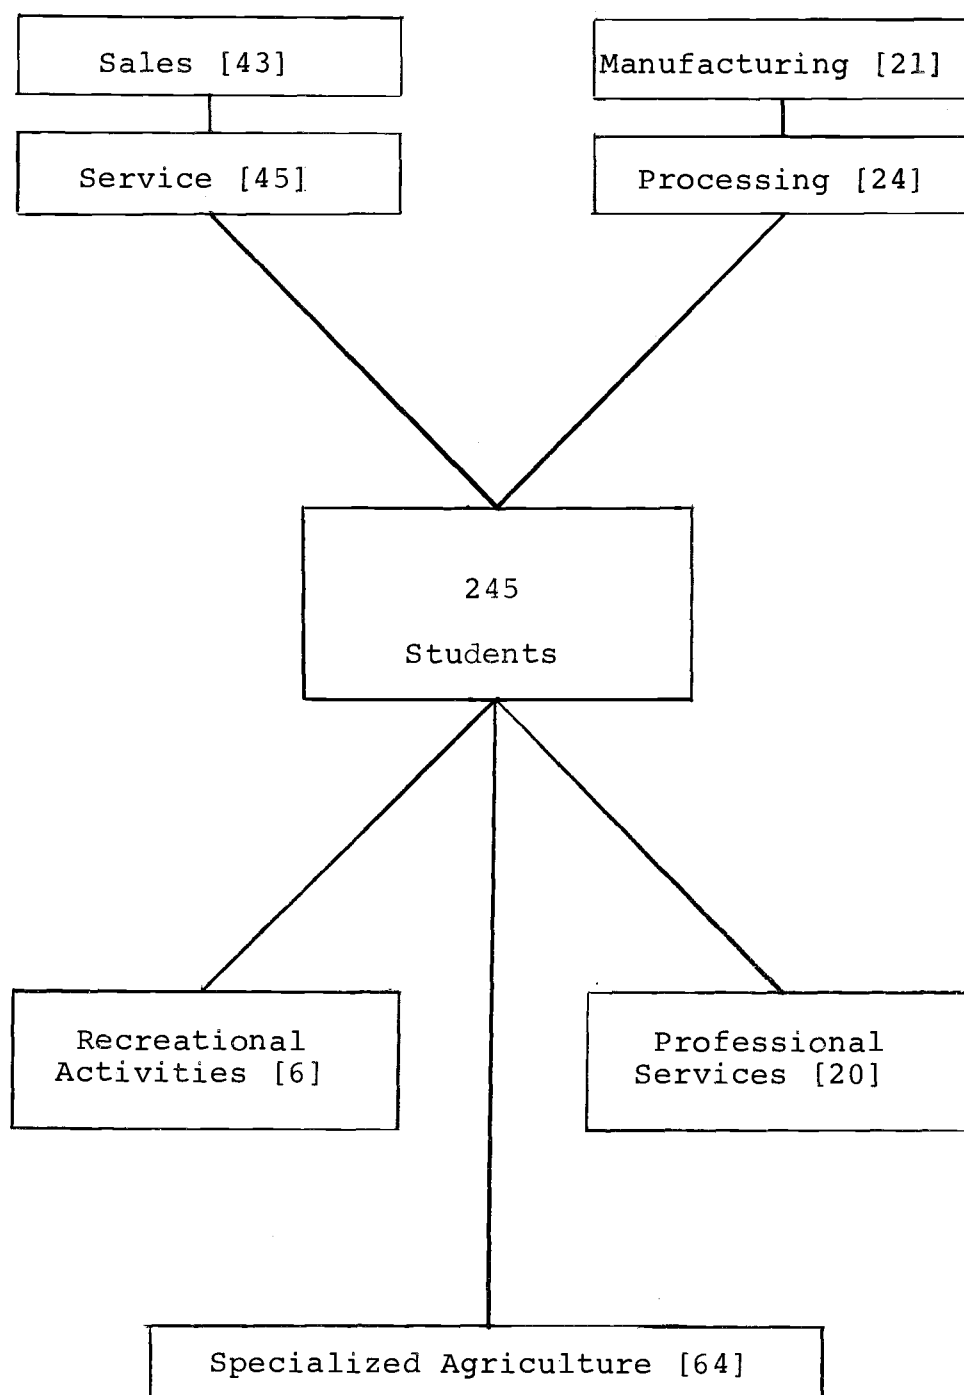 Sales [43]
Manufacturing [21]
Service [45]
Processing [24]
245
Students
Recreational
Activities [6]
Professional
Services [20]
Specialized Agriculture [64]